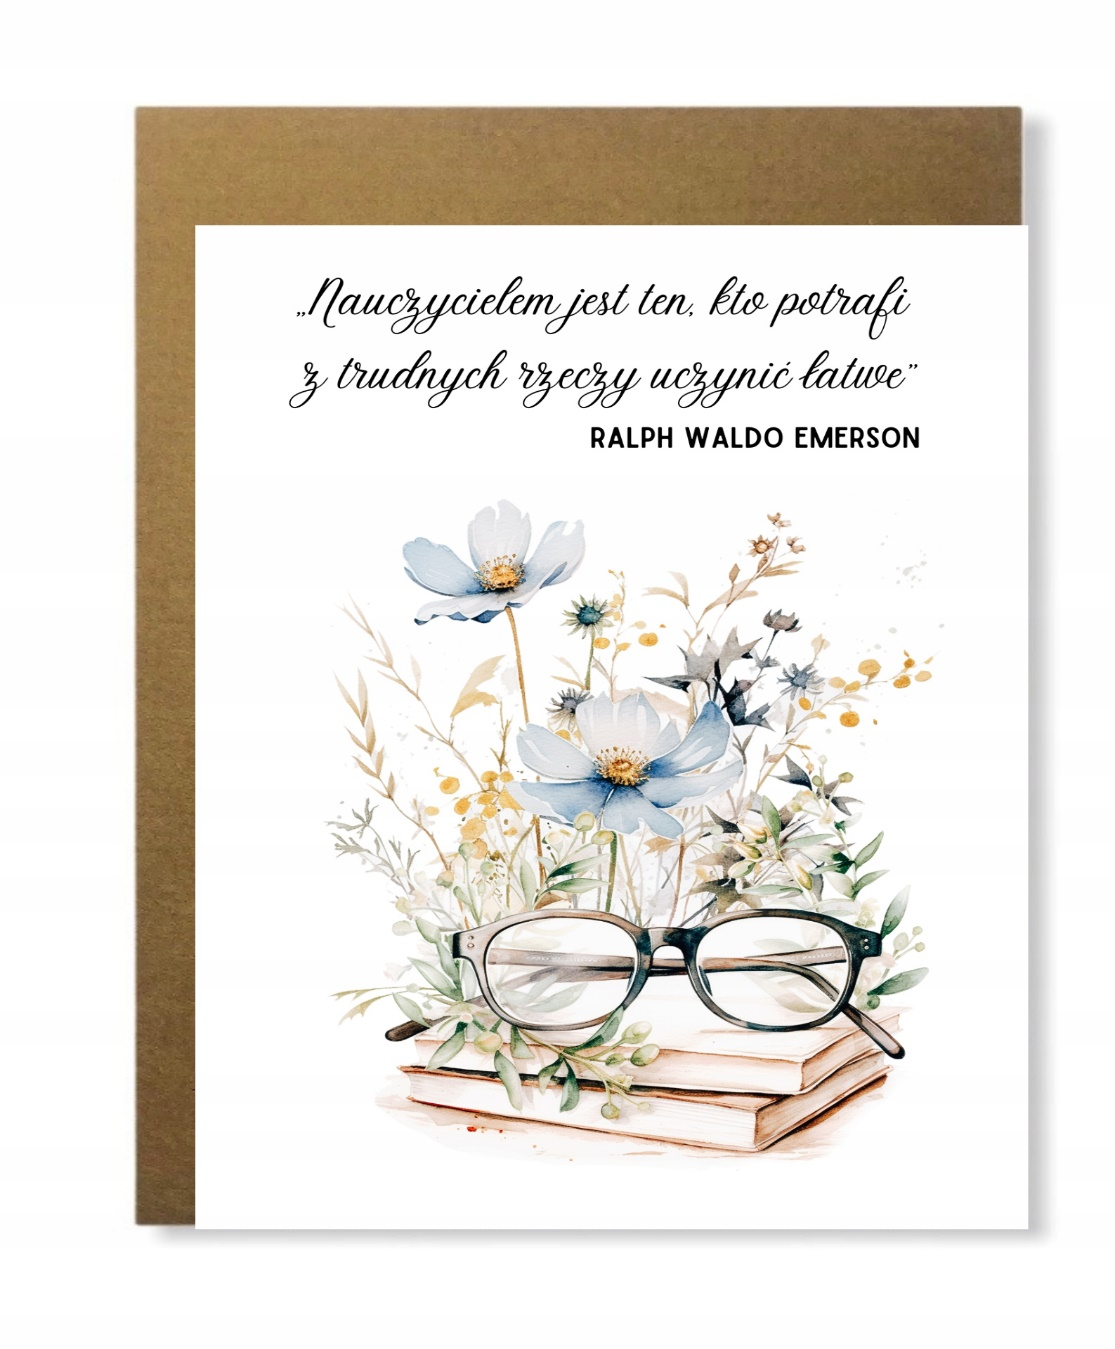 „Nauczycielem jest ten, kto potrafi
z trudnych rzeczy uczynić łatwe”
RALPH WALDO EMERSON